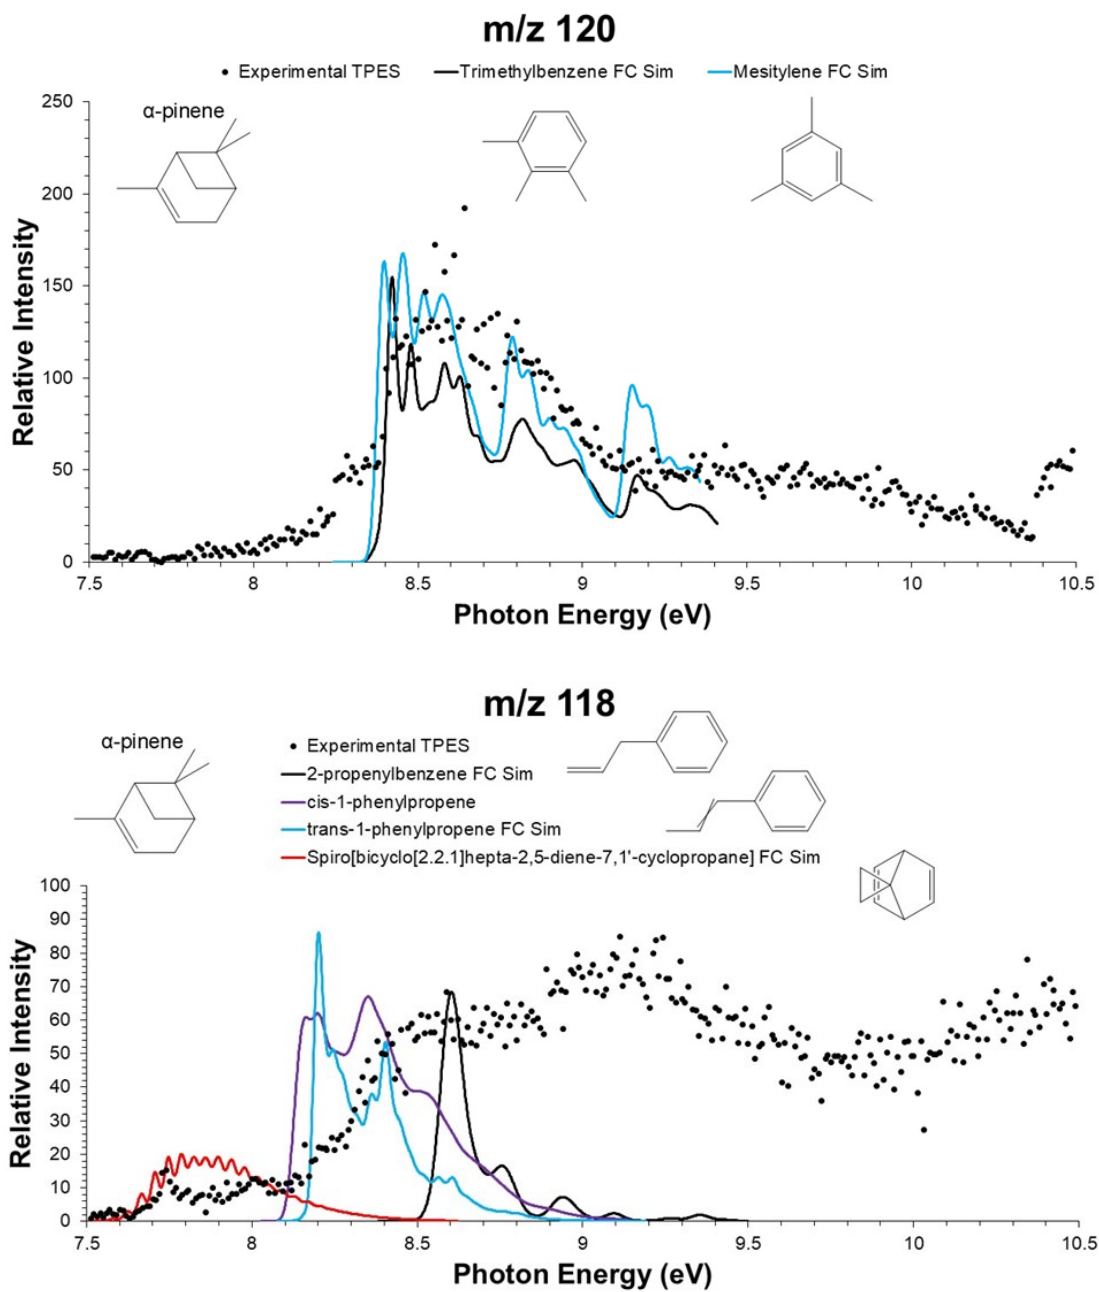 m/z 120
Experimental TPES Trimethylbenzene FC Sim Mesitylene FC Sim
α-pinene
250
200
150
100
50
0
Relative Intensity
7.5 8 8.5 9 9.5 10 10.5
Photon Energy (eV)
m/z 118
α-pinene
Experimental TPES
2-propenylbenzene FC Sim
cis-1-phenylpropene
trans-1-phenylpropene FC Sim
Spiro[bicyclo[2.2.1]hepta-2,5-diene-7,1'-cyclopropane] FC Sim
100
90
80
70
60
50
40
30
20
10
0
Relative Intensity
7.5 8 8.5 9 9.5 10 10.5
Photon Energy (eV)